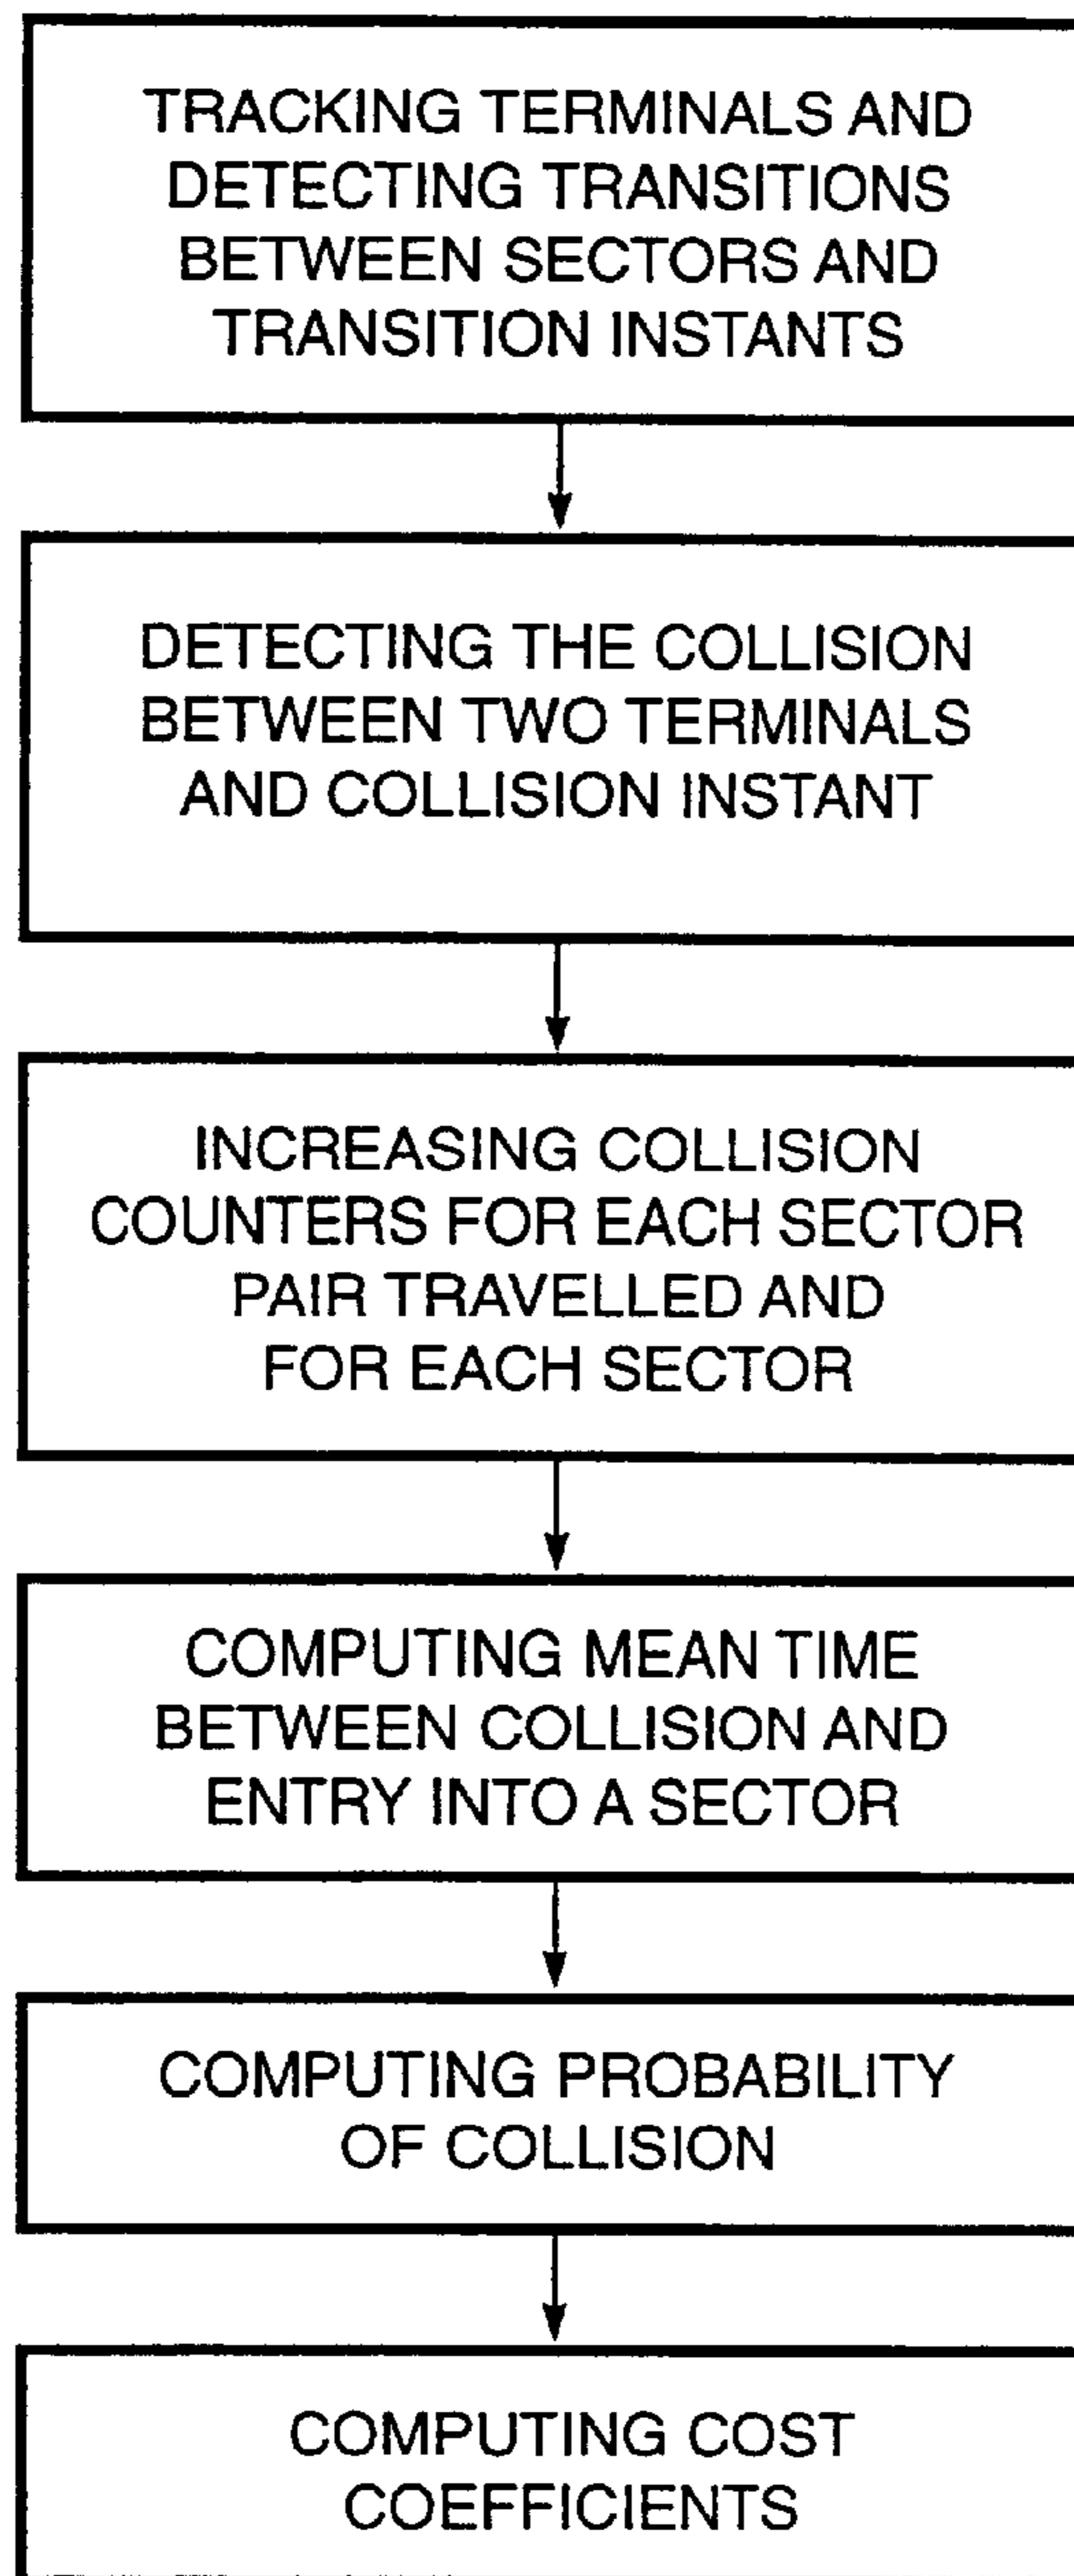 TRACKING TERMINALS AND
DETECTING TRANSITIONS
BETWEEN SECTORS AND
TRANSITION INSTANTS
DETECTING THE COLLISION
BETWEEN TWO TERMINALS
AND COLLISION INSTANT
INCREASING COLLISION
COUNTERS FOR EACH SECTOR
PAIR TRAVELLED AND
FOR EACH SECTOR
COMPUTING MEAN TIME
BETWEEN COLLISION AND
ENTRY INTO A SECTOR
COMPUTING PROBABILITY
OF COLLISION
COMPUTING COST
COEFFICIENTS